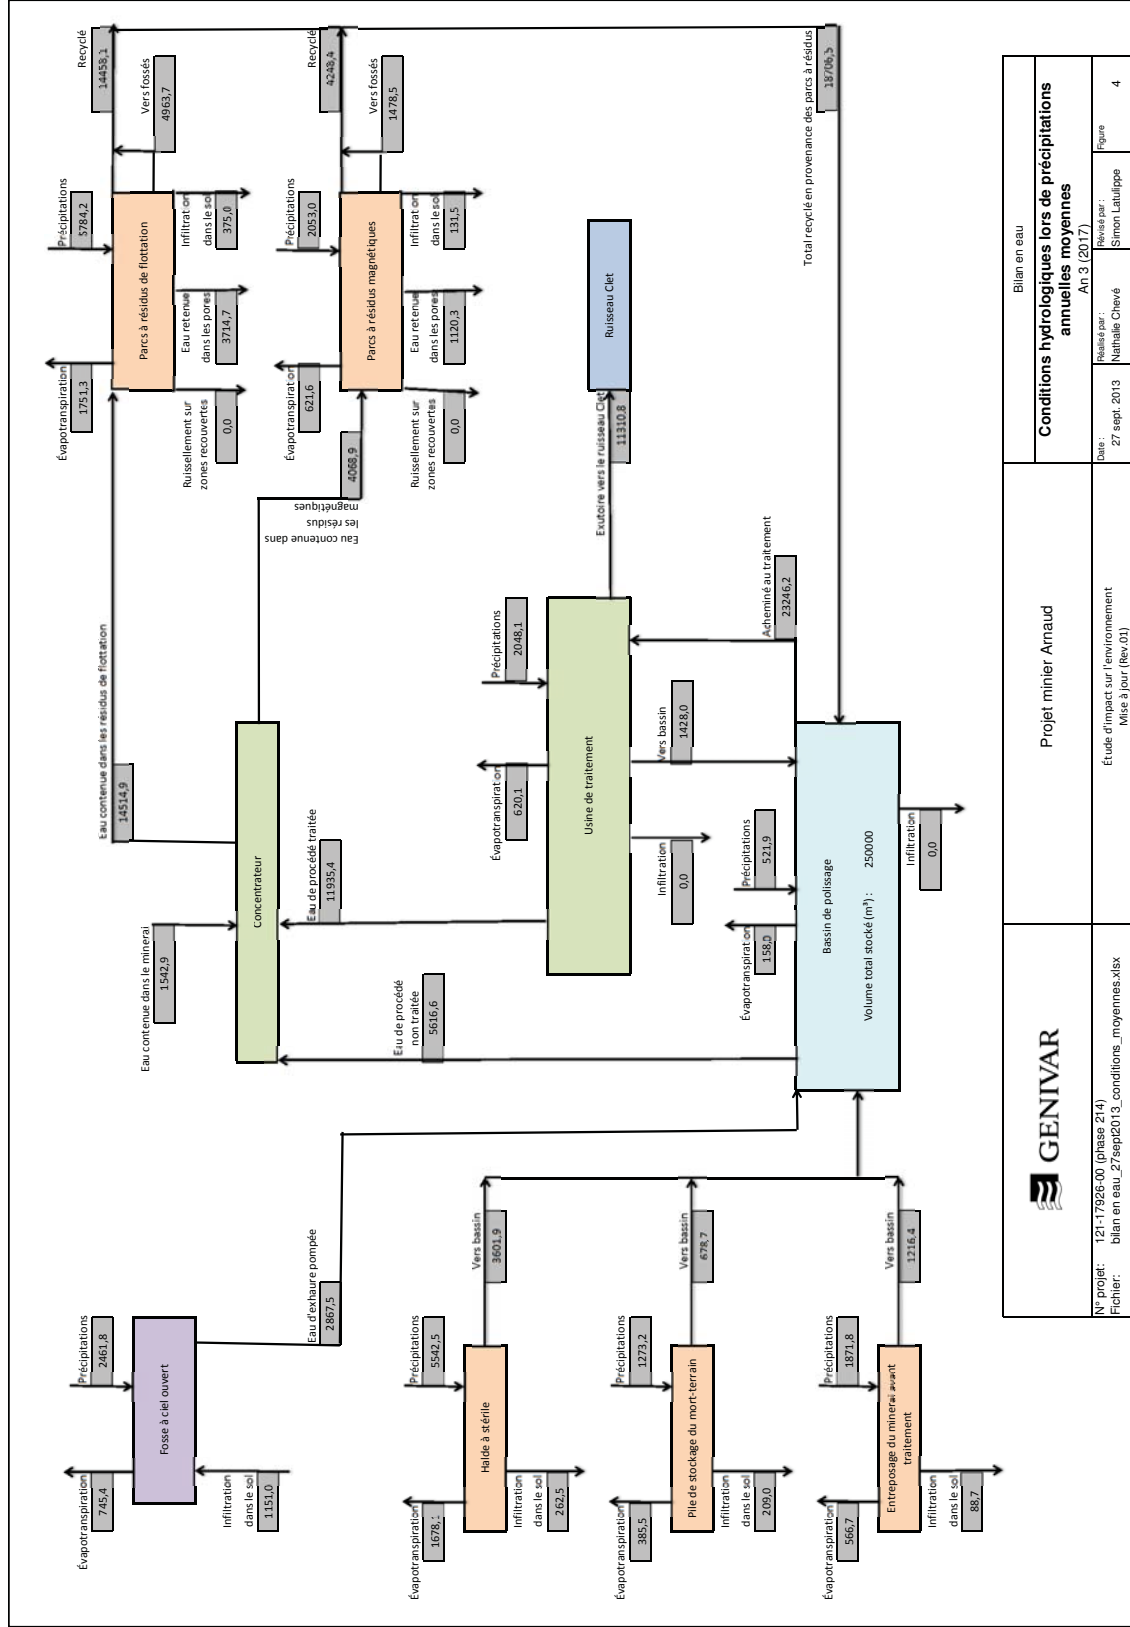 Évapotranspiration
745,4
Précipitations
2461,8
Fosse à ciel ouvert
Infiltration
dans le sol
1151,0
Eau d'exhaure pompée
2867,5
Évapotranspiration
Précipitations
5542,5
Halde à stérile
Infiltration
dans le sol
262,5
Vers bassin
3601,9
Évapotranspiration
385,5
Précipitations
1273,2
Pile de stockage du mort-terrain
Infiltration
dans le sol
209,0
Vers bassin
678,7
Évapotranspiration
566,7
Précipitations
1871,8
Entreposage du minerai avant
traitement
Infiltration
dans le sol
88,7
Vers bassin
1216,4
Eau contenue dans le minerai
1542,9
Concentrateur
Eau contenue dans les résidus de flottation
14514,9
Eau contenue dans
les résidus
magnétiques
4068,9
Eau de procédé
non traitée
5616,6
Eau de procédé traitée
11935,4
Évapotranspiration
620,1
Précipitations
2048,1
Usine de traitement
Infiltration
0,0
Vers bassin
1428,0
Acheminé au traitement
23246,2
Exutoire vers le ruisseau Clet
11310.8
Ruisseau Clet
Évapotranspiration
158,0
Précipitations
521,9
Bassin de polissage
Volume total stocké (m³) : 250000
Infiltration
0,0
Évapotranspiration
1751,3
Précipitations
5784,2
Parcs à résidus de flottation
Ruissellement sur
zones recouvertes
0,0
Eau retenue
dans les pores
3714,7
Infiltration
dans le sol
375,0
Vers fossés
4963,7
Recyclé
14458,1
Évapotranspiration
621,6
Précipitations
2053,0
Parcs à résidus magnétiques
Ruissellement sur
zones recouvertes
0,0
Eau retenue
dans les pores
1120,3
Infiltration
dans le sol
131,5
Vers fossés
1478,5
Recyclé
4248,4
Total recyclé en provenance des parcs à résidus
18706,5
GENIVAR
N° projet: 121-17926-00 (phase 214)
Fichier: bilan en eau_27sept2013_conditions_moyennes.xlsx
Projet minier Arnaud
Étude d'impact sur l'environnement
Mise à jour (Rev.01)
Bilan en eau
Conditions hydrologiques lors de précipitations
annuelles moyennes
An 3 (2017)
Date : 27 sept. 2013
Réalisé par : Nathalie Chevé
Révisé par : Simon Latulippe
Figure 4